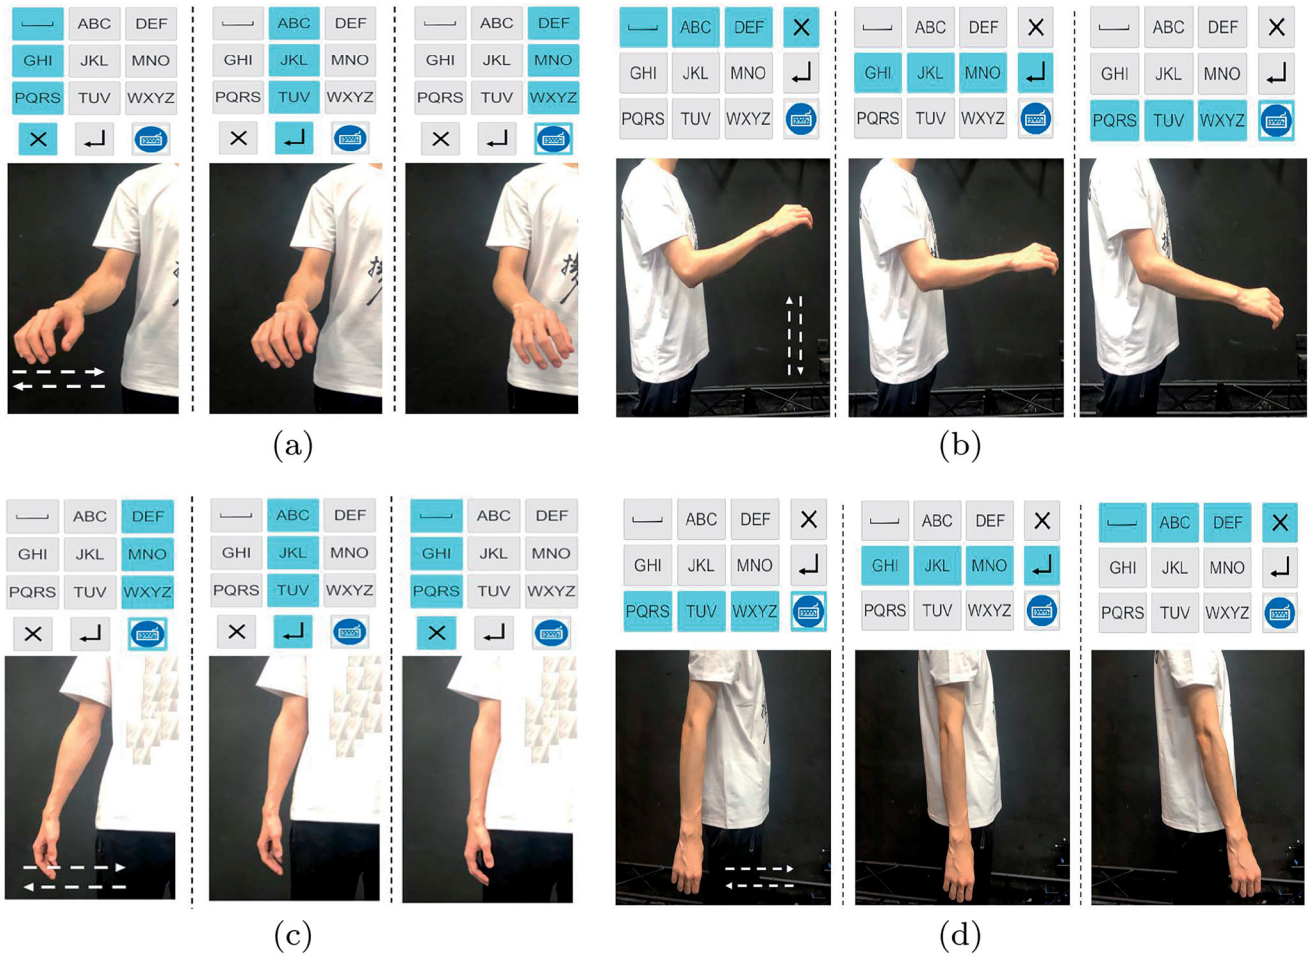 ABC DEF ABC DEF ABC DEF
GHI JKL MNO GHI JKL MNO GHI JKL MNO
PQRS TUV WXYZ PQRS TUV WXYZ PQRS TUV WXYZ
(a)
ABC DEF ABC DEF ABC DEF
GHI JKL MNO GHI JKL MNO GHI JKL MNO
PQRS TUV WXYZ PQRS TUV WXYZ PQRS TUV WXYZ
(b)
ABC DEF ABC DEF ABC DEF
GHI JKL MNO GHI JKL MNO GHI JKL MNO
PQRS TUV WXYZ PQRS TUV WXYZ PQRS TUV WXYZ
(c)
ABC DEF ABC DEF ABC DEF
GHI JKL MNO GHI JKL MNO GHI JKL MNO
PQRS TUV WXYZ PQRS TUV WXYZ PQRS TUV WXYZ
(d)